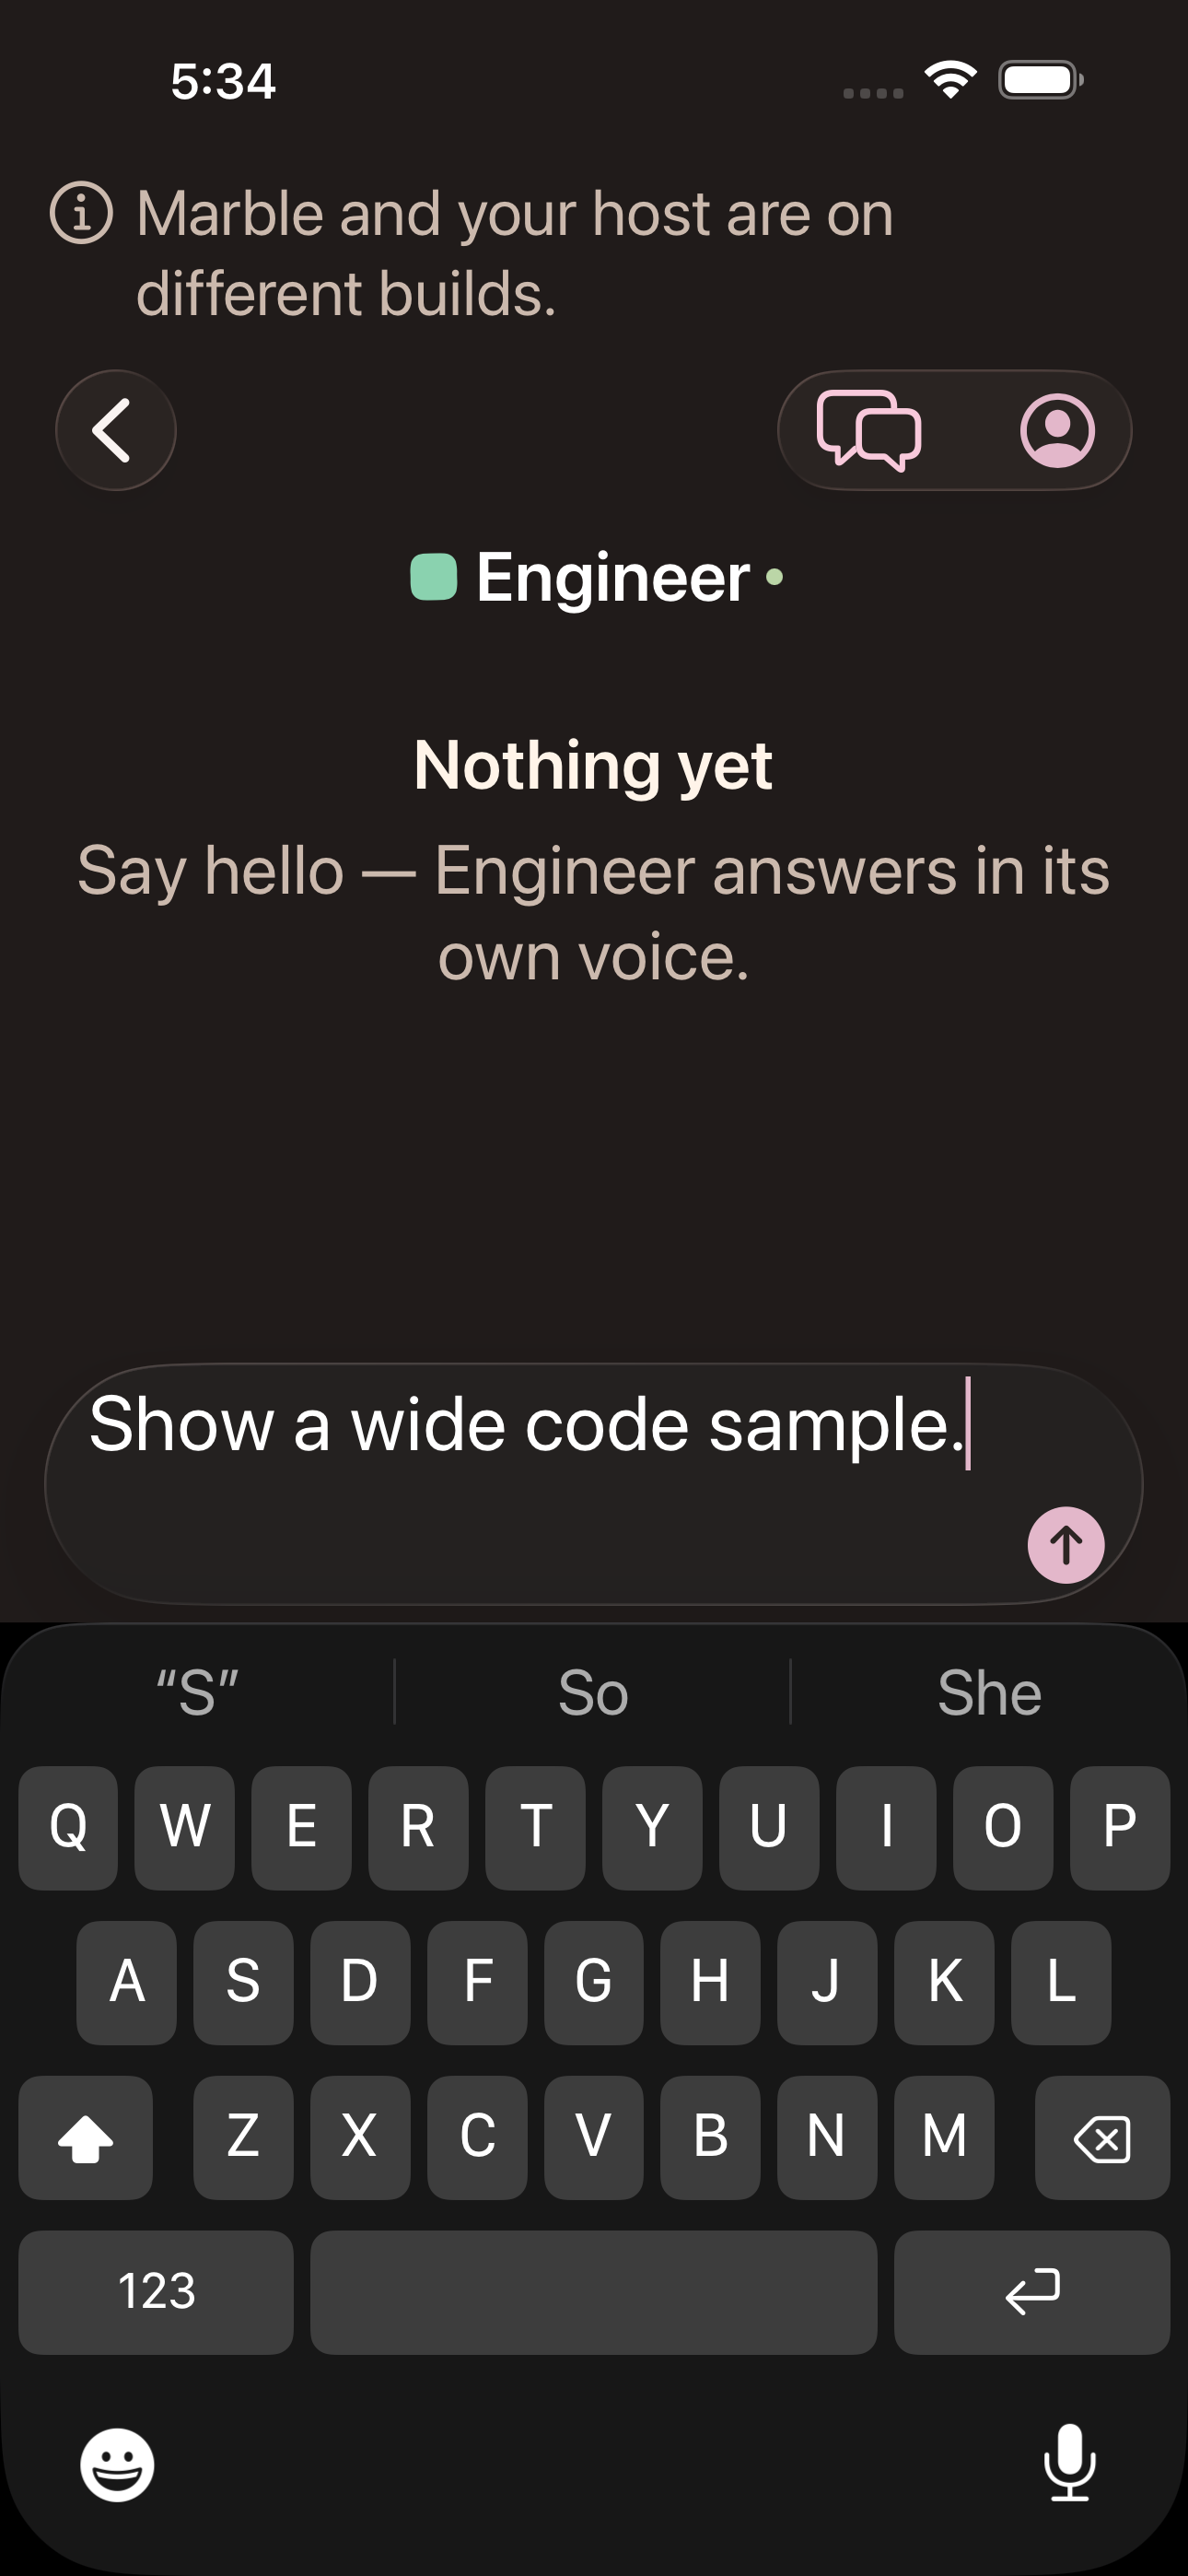 5:34
Marble and your host are on
different builds.
Engineer
Nothing yet
Say hello — Engineer answers in its
own voice.
Show a wide code sample.
“S” So She
Q W E R T Y U I O P
A S D F G H J K L
Z X C V B N M
123